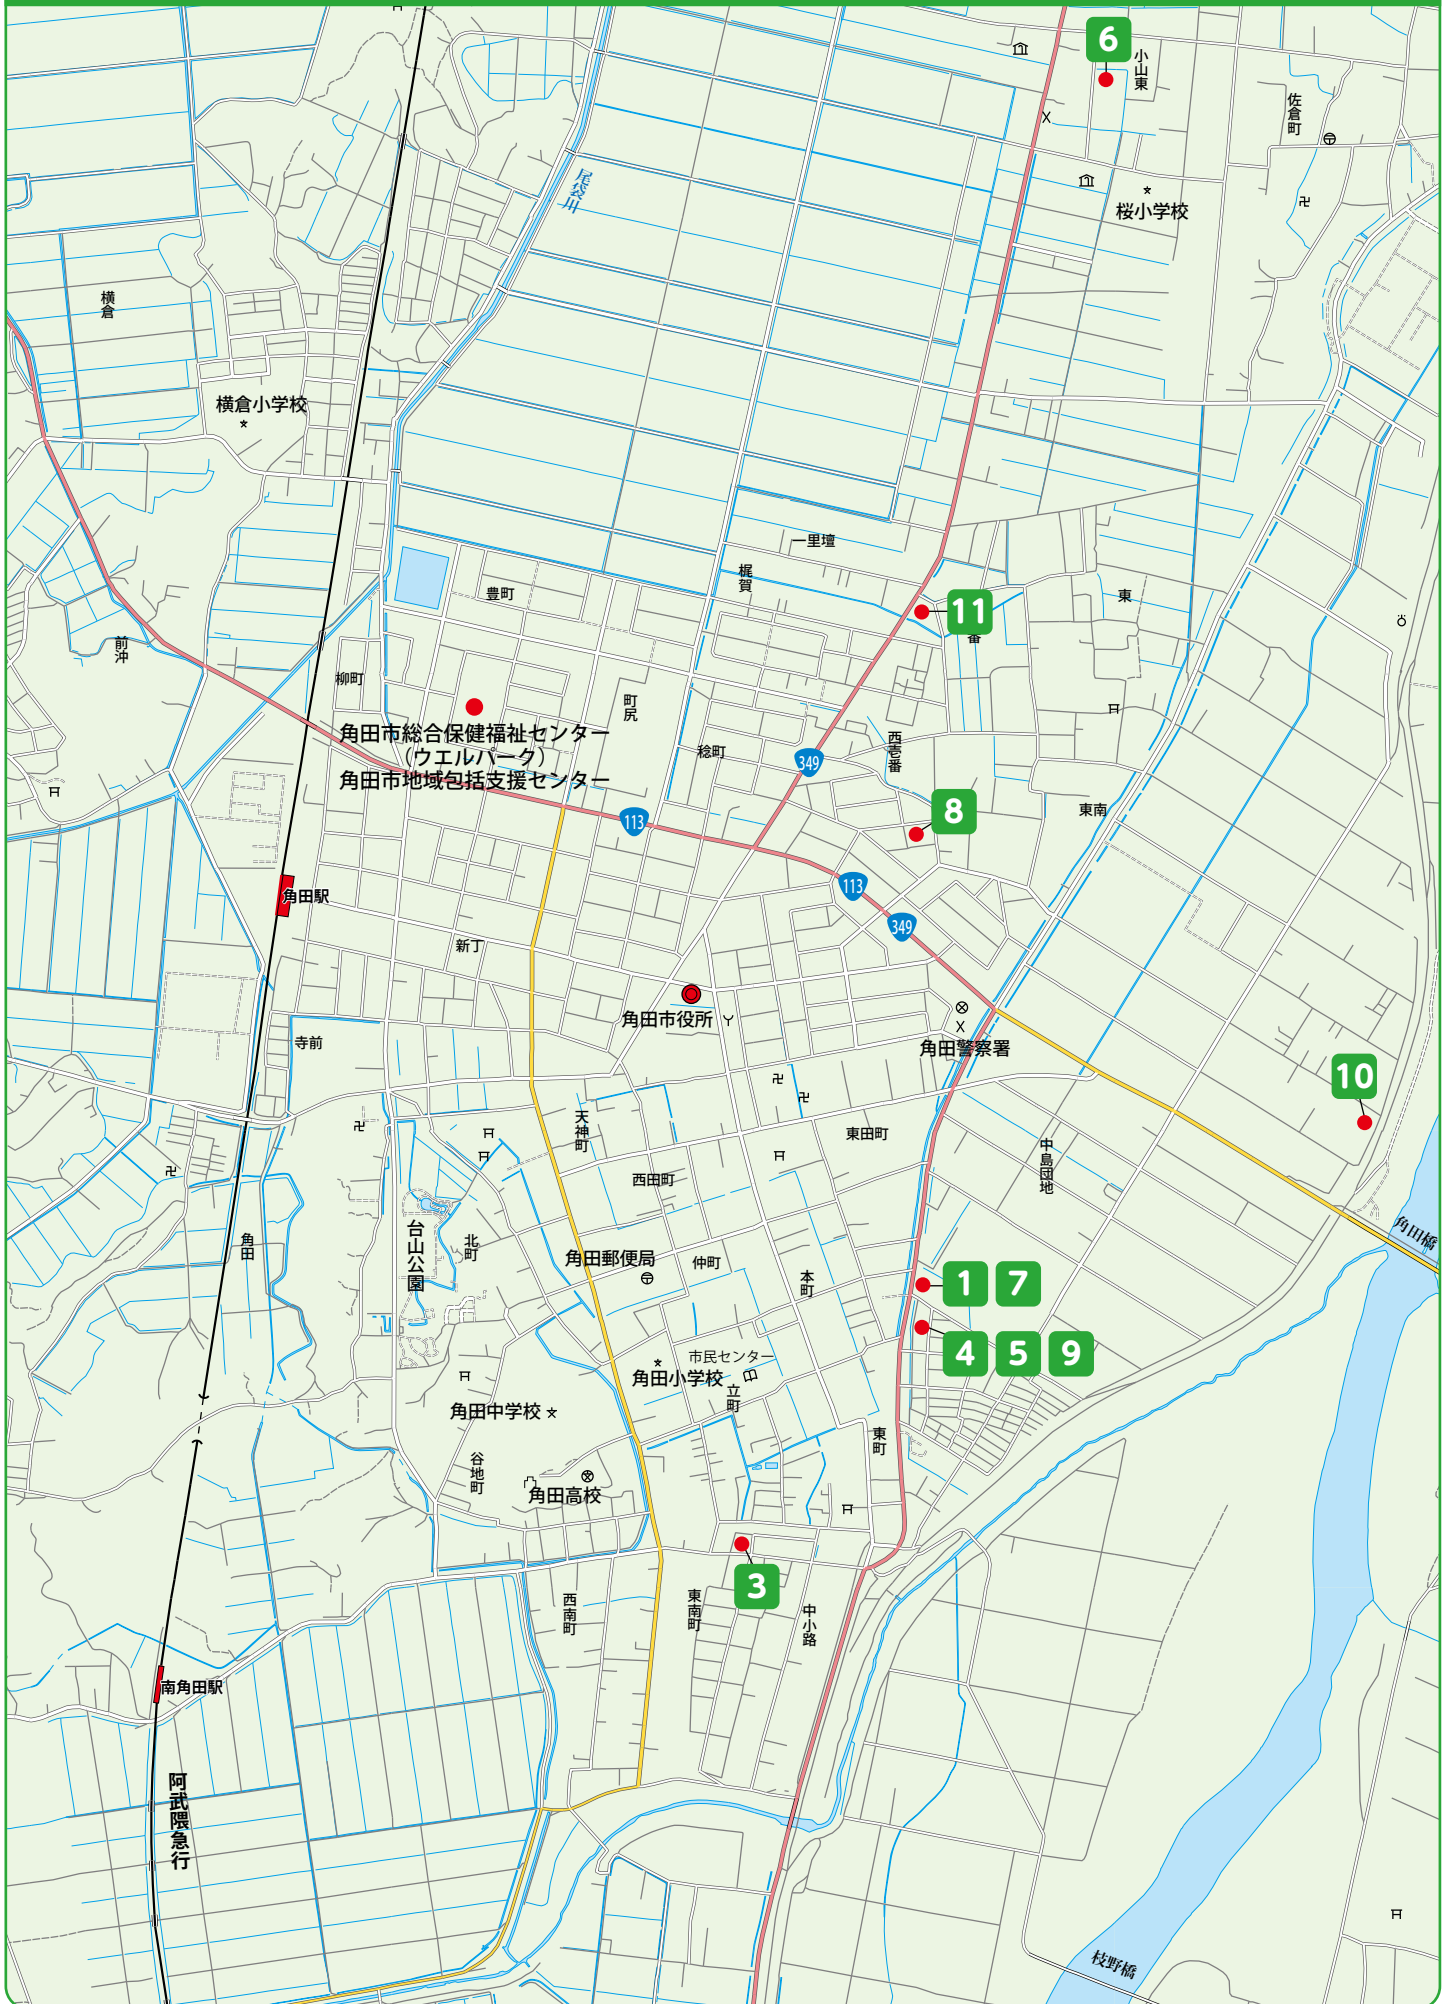 6
小山東
佐倉町
尾袋川
桜小学校
横倉
横倉小学校
一里壇
梶賀
豊町
東
11
番
前沖
柳町
町尻
角田市総合保健福祉センター
（ウエルパーク）
角田市地域包括支援センター
稔町
西壱番
349
8
東南
113
113
349
角田駅
新丁
角田市役所
角田警察署
寺前
10
天神町
東田町
中島団地
西田町
角田橋
台山公園
北町
角田
角田郵便局
仲町
本町
1 7
4 5 9
市民センター
角田小学校
立町
角田中学校
東町
谷地町
角田高校
3
西南町
東南町
中小路
南角田駅
阿武隈急行
枝野橋